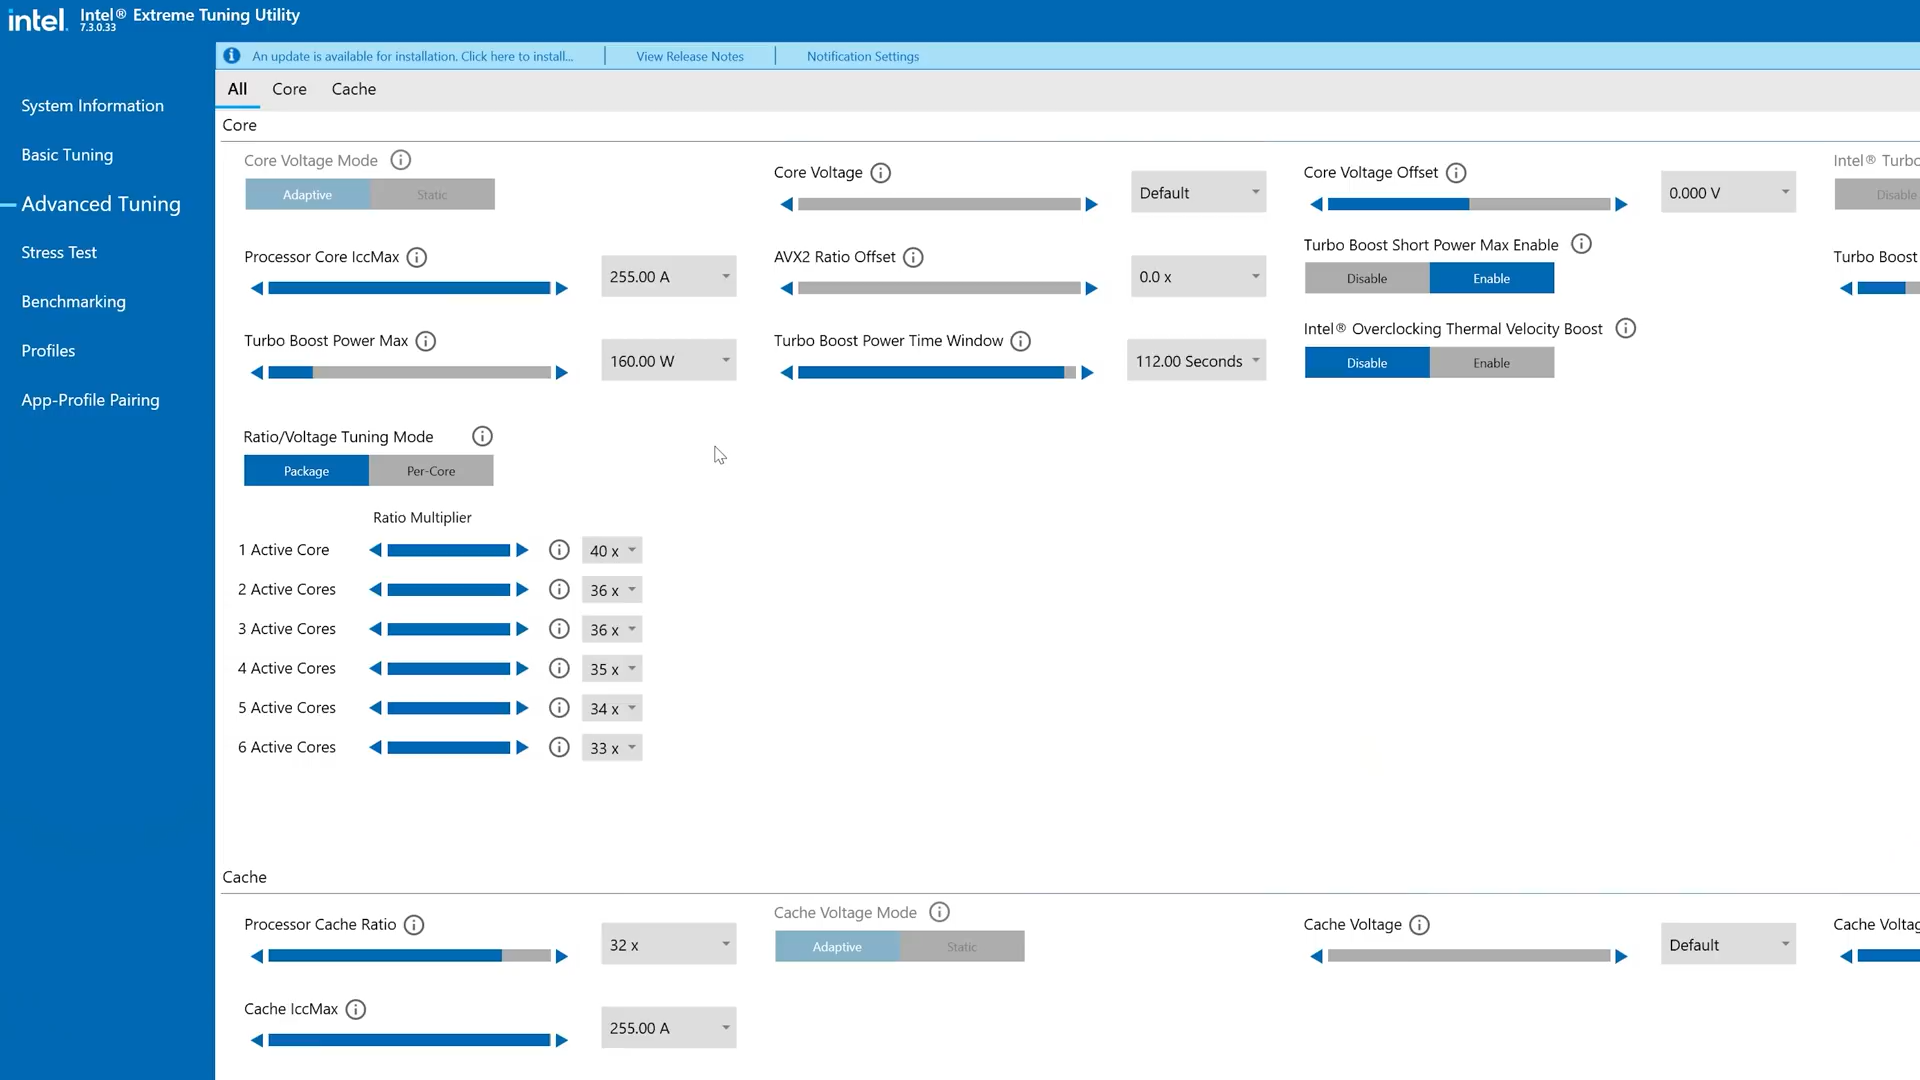 intel. Intel® Extreme Tuning Utility
7.3.0.33
An update is available for installation. Click here to install... View Release Notes Notification Settings
All Core Cache
System Information
Basic Tuning
Advanced Tuning
Stress Test
Benchmarking
Profiles
App-Profile Pairing
Core
Core Voltage Mode
Adaptive Static
Core Voltage
Default
Core Voltage Offset
0.000 V
Intel® Turbo
Disable
Processor Core IccMax
255.00 A
AVX2 Ratio Offset
0.0 x
Turbo Boost Short Power Max Enable
Disable Enable
Turbo Boost
Turbo Boost Power Max
160.00 W
Turbo Boost Power Time Window
112.00 Seconds
Intel® Overclocking Thermal Velocity Boost
Disable Enable
Ratio/Voltage Tuning Mode
Package Per-Core
Ratio Multiplier
1 Active Core 40 x
2 Active Cores 36 x
3 Active Cores 36 x
4 Active Cores 35 x
5 Active Cores 34 x
6 Active Cores 33 x
Cache
Processor Cache Ratio
32 x
Cache Voltage Mode
Adaptive Static
Cache Voltage
Default
Cache Voltag
Cache IccMax
255.00 A